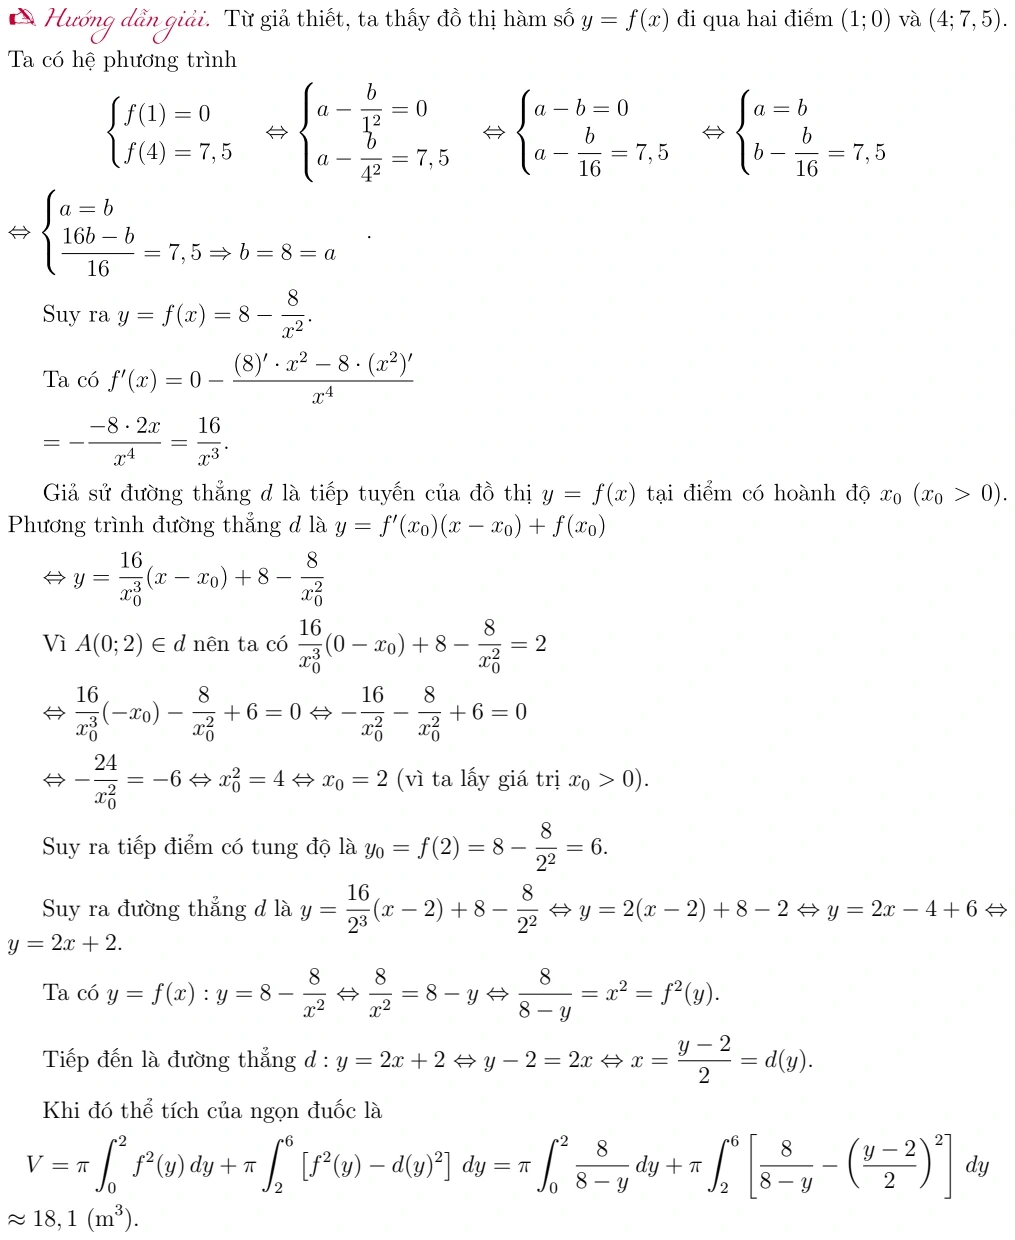 Hướng dẫn giải. Từ giả thiết, ta thấy đồ thị hàm số y = f(x) đi qua hai điểm (1; 0) và (4; 7, 5).
Ta có hệ phương trình
{ f(1) = 0 ; f(4) = 7, 5 ⇔ { a − b/1² = 0 ; a − b/4² = 7, 5 ⇔ { a − b = 0 ; a − b/16 = 7, 5 ⇔ { a = b ; b − b/16 = 7, 5
⇔ { a = b ; (16b − b)/16 = 7, 5 ⇒ b = 8 = a .
Suy ra y = f(x) = 8 − 8/x².
Ta có f′(x) = 0 − ((8)′ · x² − 8 · (x²)′)/x⁴
= −(−8 · 2x)/x⁴ = 16/x³.
Giả sử đường thẳng d là tiếp tuyến của đồ thị y = f(x) tại điểm có hoành độ x₀ (x₀ > 0).
Phương trình đường thẳng d là y = f′(x₀)(x − x₀) + f(x₀)
⇔ y = 16/x₀³ (x − x₀) + 8 − 8/x₀²
Vì A(0; 2) ∈ d nên ta có 16/x₀³ (0 − x₀) + 8 − 8/x₀² = 2
⇔ 16/x₀³ (−x₀) − 8/x₀² + 6 = 0 ⇔ −16/x₀² − 8/x₀² + 6 = 0
⇔ −24/x₀² = −6 ⇔ x₀² = 4 ⇔ x₀ = 2 (vì ta lấy giá trị x₀ > 0).
Suy ra tiếp điểm có tung độ là y₀ = f(2) = 8 − 8/2² = 6.
Suy ra đường thẳng d là y = 16/2³ (x − 2) + 8 − 8/2² ⇔ y = 2(x − 2) + 8 − 2 ⇔ y = 2x − 4 + 6 ⇔
y = 2x + 2.
Ta có y = f(x) : y = 8 − 8/x² ⇔ 8/x² = 8 − y ⇔ 8/(8 − y) = x² = f²(y).
Tiếp đến là đường thẳng d : y = 2x + 2 ⇔ y − 2 = 2x ⇔ x = (y − 2)/2 = d(y).
Khi đó thể tích của ngọn đuốc là
V = π ∫₀² f²(y) dy + π ∫₂⁶ [f²(y) − d(y)²] dy = π ∫₀² 8/(8 − y) dy + π ∫₂⁶ [8/(8 − y) − ((y − 2)/2)²] dy
≈ 18, 1 (m³).